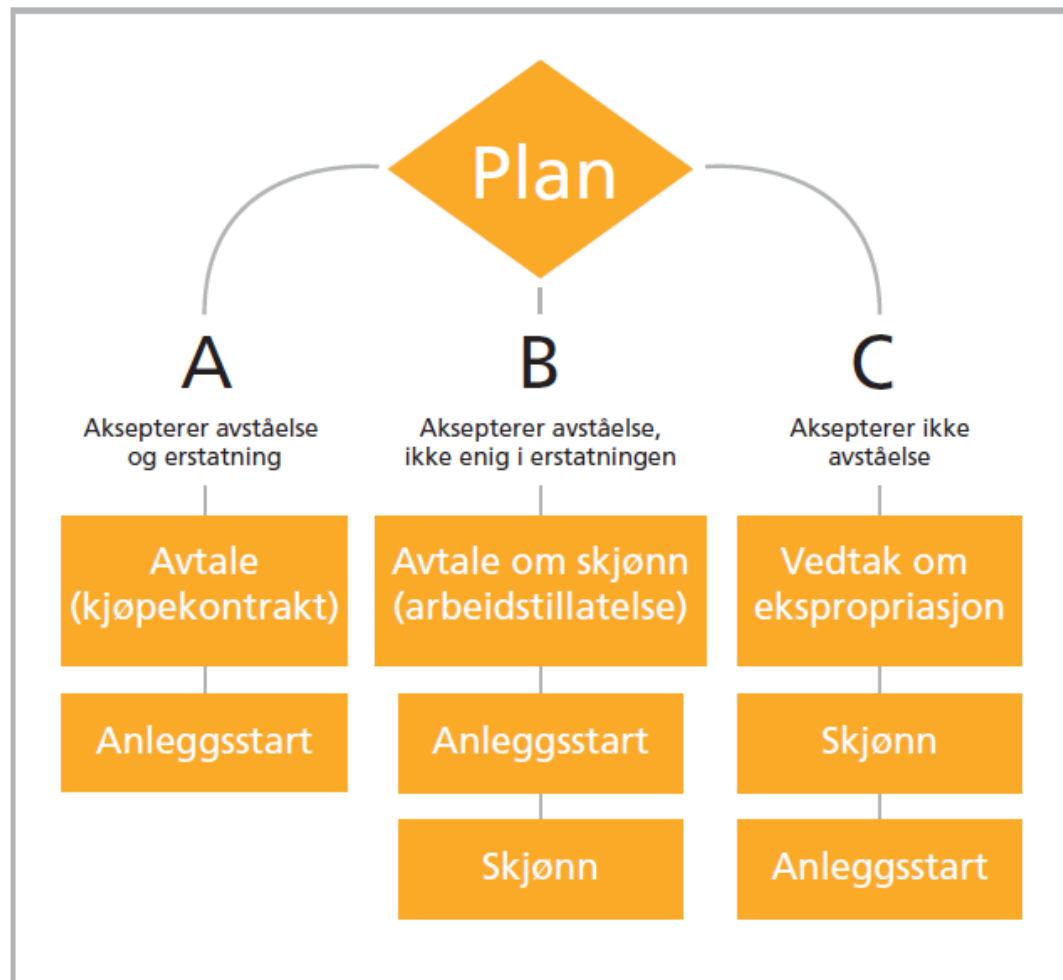 Plan
A
Aksepterer avståelse
og erstatning
Avtale
(kjøpekontrakt)
Anleggsstart
B
Aksepterer avståelse,
ikke enig i erstatningen
Avtale om skjønn
(arbeidstillatelse)
Anleggsstart
Skjønn
C
Aksepterer ikke
avståelse
Vedtak om
ekspropriasjon
Skjønn
Anleggsstart